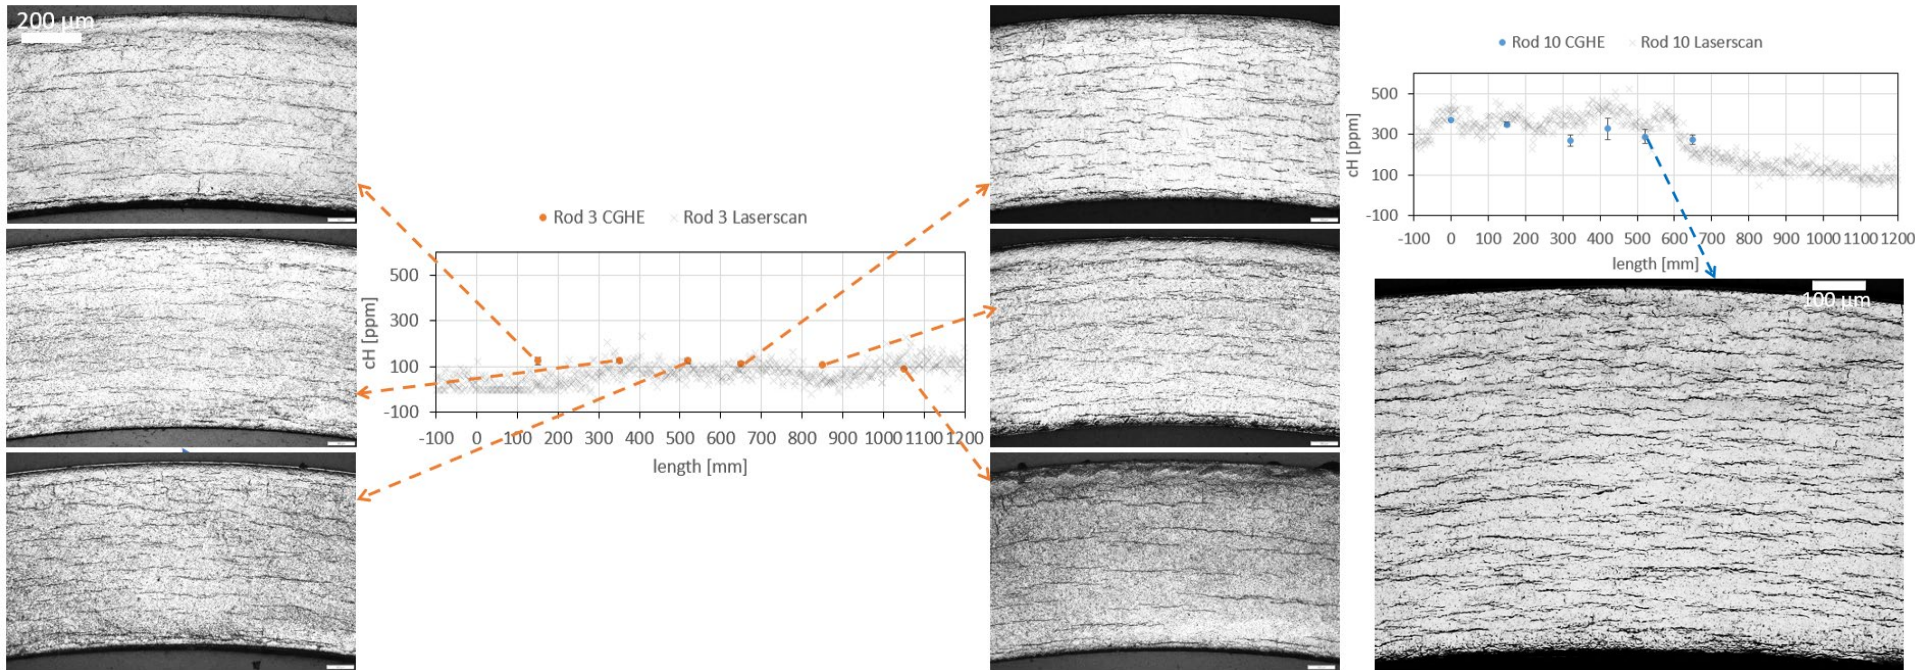 200 µm
Rod 3 CGHE
Rod 3 Laserscan
cH [ppm]
500
300
100
-100
-100 0 100 200 300 400 500 600 700 800 900 1000 1100 1200
length [mm]
Rod 10 CGHE
Rod 10 Laserscan
cH [ppm]
500
300
100
-100
-100 0 100 200 300 400 500 600 700 800 900 1000 1100 1200
length [mm]
100 µm